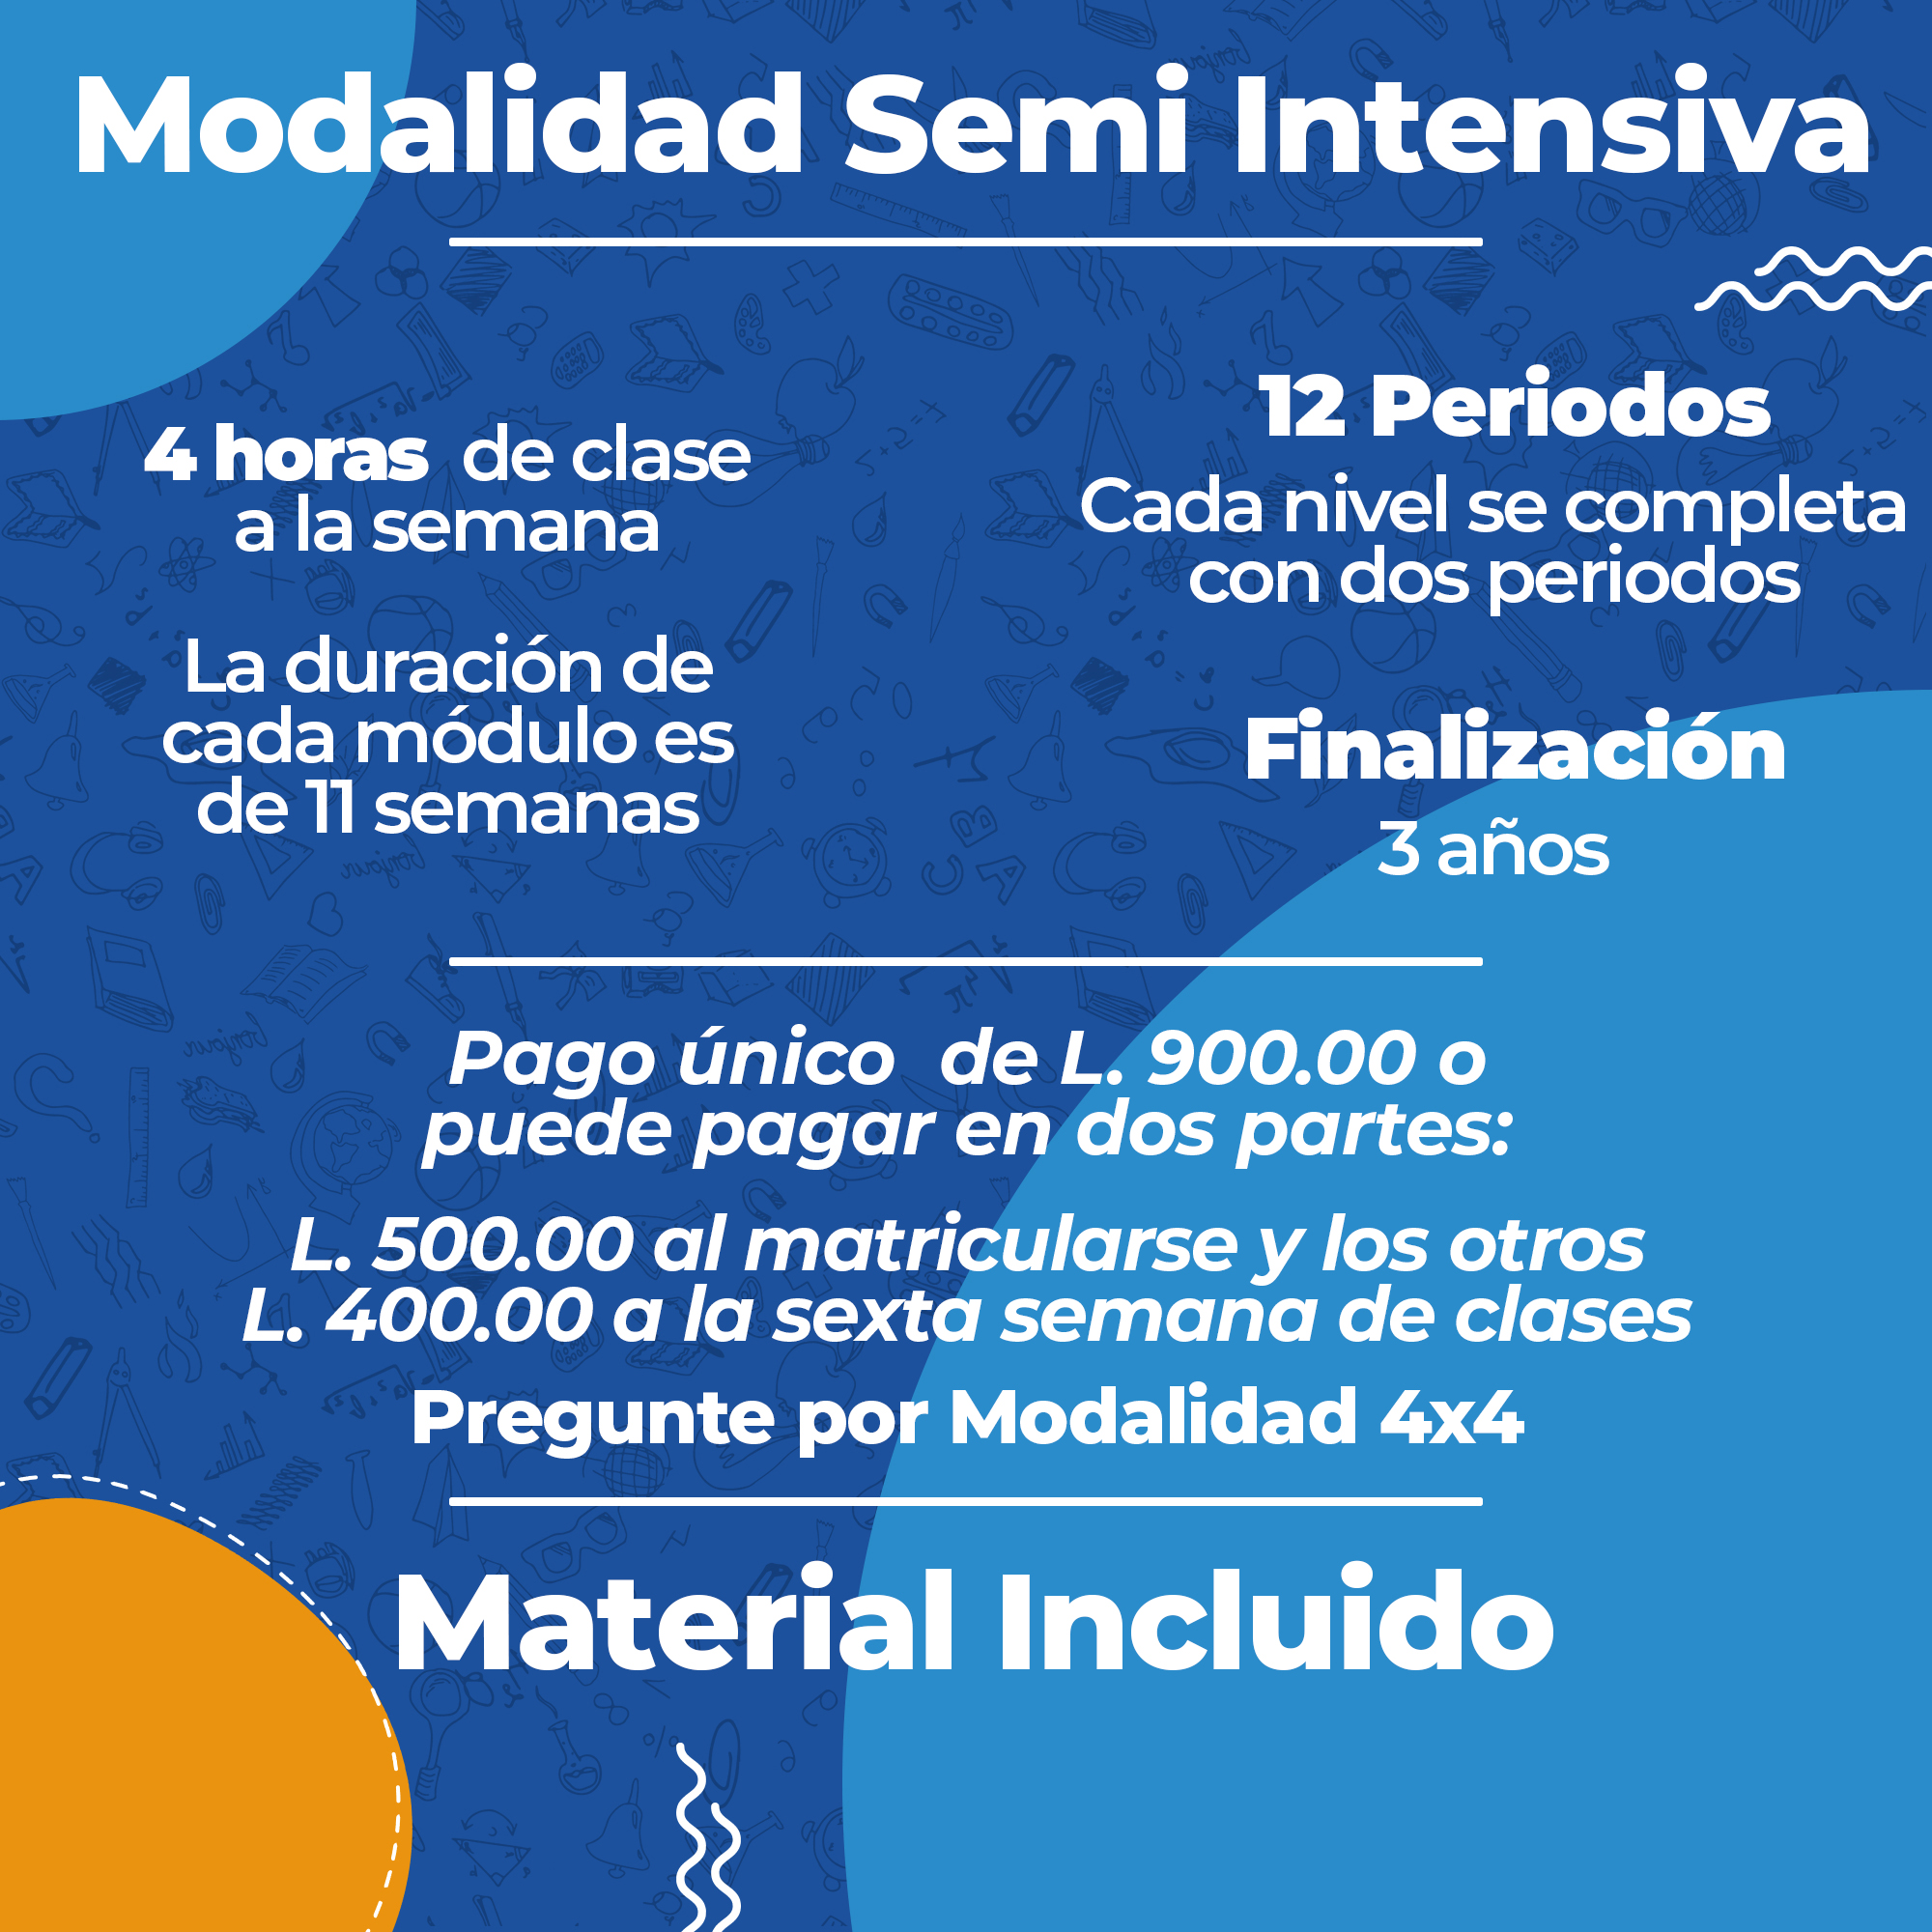 Modalidad Semi Intensiva
4 horas de clase
a la semana
La duración de
cada módulo es
de 11 semanas
12 Periodos
Cada nivel se completa
con dos periodos
Finalización
3 años
Pago único de L. 900.00 o
puede pagar en dos partes:
L. 500.00 al matricularse y los otros
L. 400.00 a la sexta semana de clases
Pregunte por Modalidad 4x4
Material Incluido